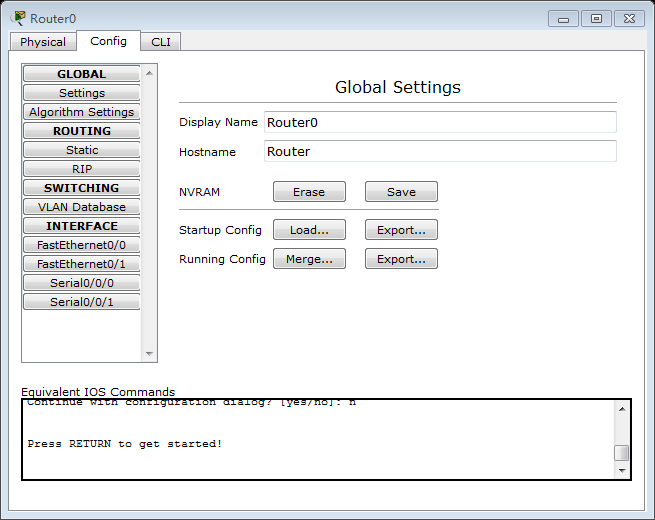 Router0
Physical
Config
CLI
GLOBAL
Settings
Algorithm Settings
ROUTING
Static
RIP
SWITCHING
VLAN Database
INTERFACE
FastEthernet0/0
FastEthernet0/1
Serial0/0/0
Serial0/0/1
Global Settings
Display Name Router0
Hostname Router
NVRAM Erase Save
Startup Config Load... Export...
Running Config Merge... Export...
Equivalent IOS Commands
Continue with configuration dialog? [yes/no]: n
Press RETURN to get started!